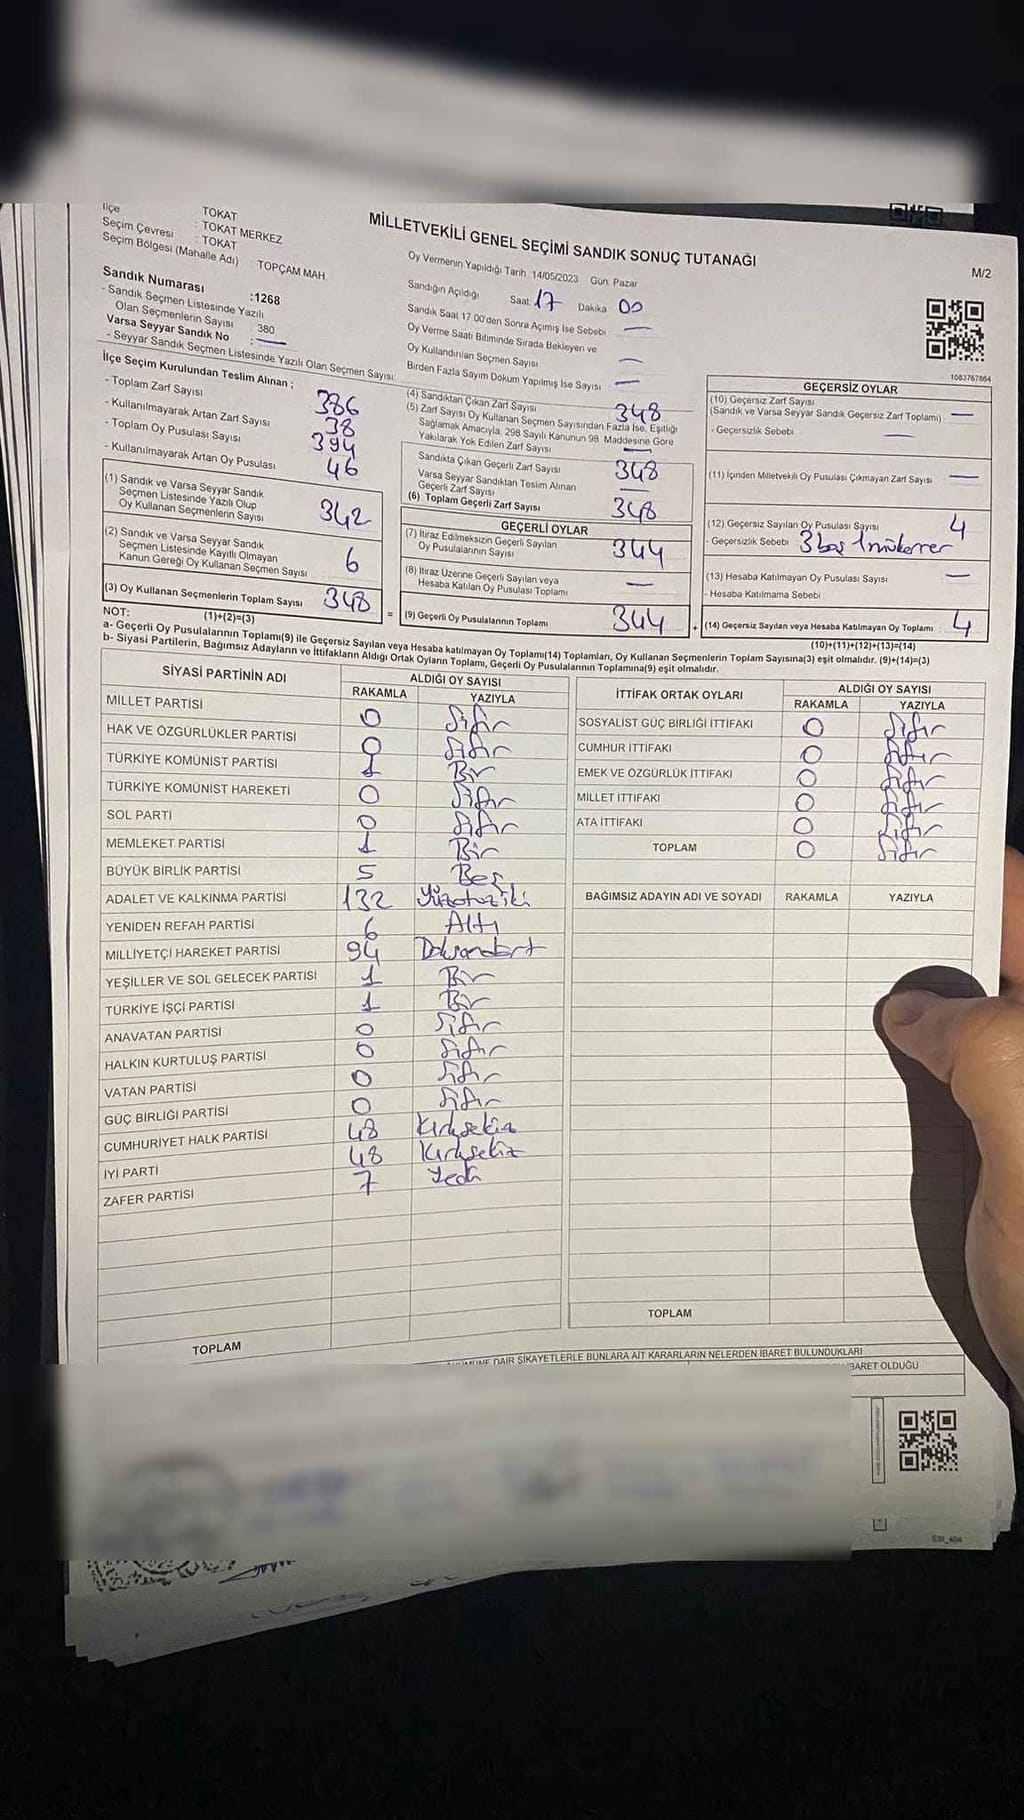 İlçe : TOKAT
Seçim Çevresi : TOKAT MERKEZ
Seçim Bölgesi (Mahalle Adı) : TOKAT
: TOPÇAM MAH.
MİLLETVEKİLİ GENEL SEÇİMİ SANDIK SONUÇ TUTANAĞI
M/2
Oy Vermenin Yapıldığı Tarih : 14/05/2023 Gün: Pazar
Sandığın Açıldığı Saat: 17 Dakika 00
Sandık Saat 17.00'den Sonra Açımış İse Sebebi —
Oy Verme Saati Bitiminde Sırada Bekleyen ve
Oy Kullandırılan Seçmen Sayısı —
Birden Fazla Sayım Döküm Yapılmış İse Sayısı —
Sandık Numarası :1268
- Sandık Seçmen Listesinde Yazılı
Olan Seçmenlerin Sayısı : 380
Varsa Seyyar Sandık No : —
- Seyyar Sandık Seçmen Listesinde Yazılı Olan Seçmen Sayısı
İlçe Seçim Kurulundan Teslim Alınan ;
- Toplam Zarf Sayısı 386
- Kullanılmayarak Artan Zarf Sayısı 38
- Toplam Oy Pusulası Sayısı 394
- Kullanılmayarak Artan Oy Pusulası 46
(1) Sandık ve Varsa Seyyar Sandık
Seçmen Listesinde Yazılı Olup
Oy Kullanan Seçmenlerin Sayısı 342
(2) Sandık ve Varsa Seyyar Sandık
Seçmen Listesinde Kayıtlı Olmayan
Kanun Gereği Oy Kullanan Seçmen Sayısı 6
(3) Oy Kullanan Seçmenlerin Toplam Sayısı 348
(1)+(2)=(3)
(4) Sandıktan Çıkan Zarf Sayısı 348
(5) Zarf Sayısı Oy Kullanan Seçmen Sayısından Fazla İse, Eşitliği
Sağlamak Amacıyla, 298 Sayılı Kanunun 98. Maddesine Göre
Yakılarak Yok Edilen Zarf Sayısı —
Sandıkta Çıkan Geçerli Zarf Sayısı 348
Varsa Seyyar Sandıktan Teslim Alınan
Geçerli Zarf Sayısı —
(6) Toplam Geçerli Zarf Sayısı 348
GEÇERLİ OYLAR
(7) İtiraz Edilmeksizin Geçerli Sayılan
Oy Pusulalarının Sayısı 344
(8) İtiraz Üzerine Geçerli Sayılan veya
Hesaba Katılan Oy Pusulası Toplamı —
= (9) Geçerli Oy Pusulalarının Toplamı 344 +
1083767664
GEÇERSİZ OYLAR
(10) Geçersiz Zarf Sayısı
(Sandık ve Varsa Seyyar Sandık Geçersiz Zarf Toplamı) : —
- Geçersizlik Sebebi : —
(11) İçinden Milletvekili Oy Pusulası Çıkmayan Zarf Sayısı : —
(12) Geçersiz Sayılan Oy Pusulası Sayısı : 4
- Geçersizlik Sebebi : 3 boş 1 mükerrer
(13) Hesaba Katılmayan Oy Pusulası Sayısı : —
- Hesaba Katılmama Sebebi :
(14) Geçersiz Sayılan veya Hesaba Katılmayan Oy Toplamı : 4
(10)+(11)+(12)+(13)=(14)
NOT:
a- Geçerli Oy Pusulalarının Toplamı(9) ile Geçersiz Sayılan veya Hesaba katılmayan Oy Toplamı(14) Toplamları, Oy Kullanan Seçmenlerin Toplam Sayısına(3) eşit olmalıdır. (9)+(14)=(3)
b- Siyasi Partilerin, Bağımsız Adayların ve İttifakların Aldığı Ortak Oyların Toplamı, Geçerli Oy Pusulalarının Toplamına(9) eşit olmalıdır.
SİYASİ PARTİNİN ADI ALDIĞI OY SAYISI
RAKAMLA YAZIYLA
MİLLET PARTİSİ 0 Sıfır
HAK VE ÖZGÜRLÜKLER PARTİSİ 0 Sıfır
TÜRKİYE KOMÜNİST PARTİSİ 1 Bir
TÜRKİYE KOMÜNİST HAREKETİ 0 Sıfır
SOL PARTİ 0 Sıfır
MEMLEKET PARTİSİ 1 Bir
BÜYÜK BİRLİK PARTİSİ 5 Beş
ADALET VE KALKINMA PARTİSİ 132 Yüzotuziki
YENİDEN REFAH PARTİSİ 6 Altı
MİLLİYETÇİ HAREKET PARTİSİ 94 Doksandört
YEŞİLLER VE SOL GELECEK PARTİSİ 1 Bir
TÜRKİYE İŞÇİ PARTİSİ 1 Bir
ANAVATAN PARTİSİ 0 Sıfır
HALKIN KURTULUŞ PARTİSİ 0 Sıfır
VATAN PARTİSİ 0 Sıfır
GÜÇ BİRLİĞİ PARTİSİ 0 Sıfır
CUMHURİYET HALK PARTİSİ 48 Kırksekiz
İYİ PARTİ 48 Kırksekiz
ZAFER PARTİSİ 7 Yedi
TOPLAM
İTTİFAK ORTAK OYLARI ALDIĞI OY SAYISI
RAKAMLA YAZIYLA
SOSYALİST GÜÇ BİRLİĞİ İTTİFAKI 0 Sıfır
CUMHUR İTTİFAKI 0 Sıfır
EMEK VE ÖZGÜRLÜK İTTİFAKI 0 Sıfır
MİLLET İTTİFAKI 0 Sıfır
ATA İTTİFAKI 0 Sıfır
TOPLAM 0 Sıfır
BAĞIMSIZ ADAYIN ADI VE SOYADI RAKAMLA YAZIYLA
TOPLAM
DAİR ŞİKAYETLERLE BUNLARA AİT KARARLARIN NELERDEN İBARET BULUNDUKLARI
İBARET OLDUĞU